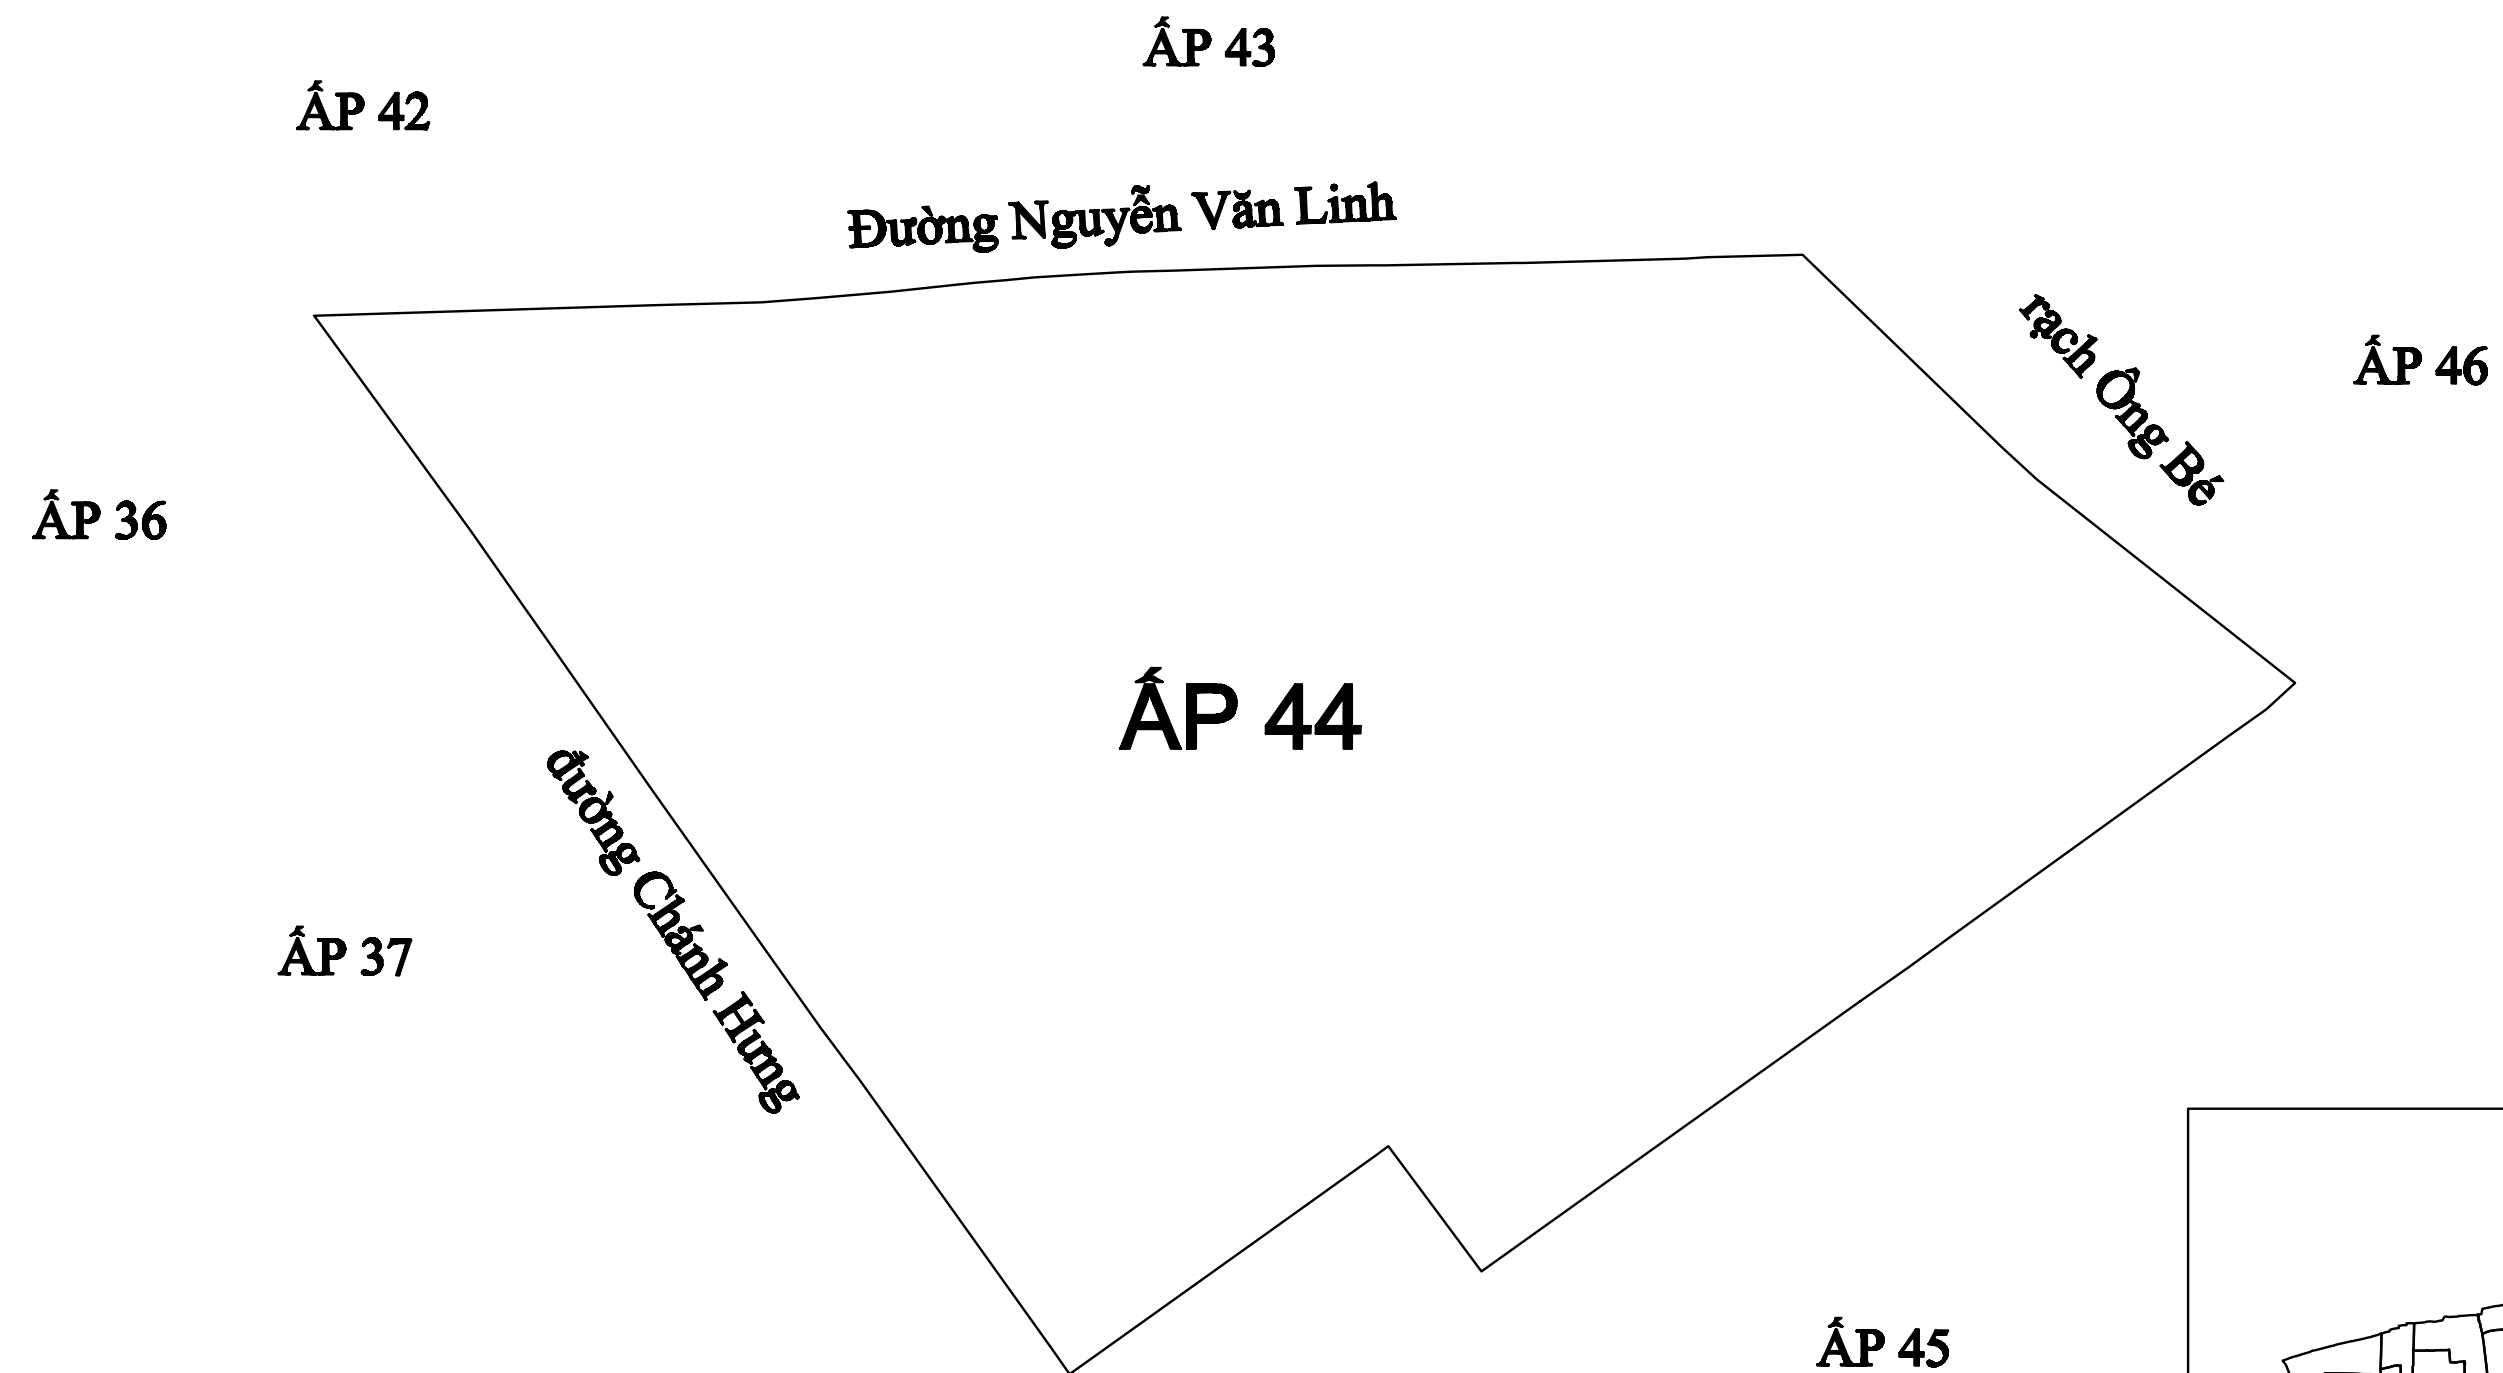 ẤP 43
ẤP 42
Đường Nguyễn Văn Linh
rạch Ông Bé
ẤP 46
ẤP 36
ẤP 44
đường Chánh Hưng
ẤP 37
ẤP 45